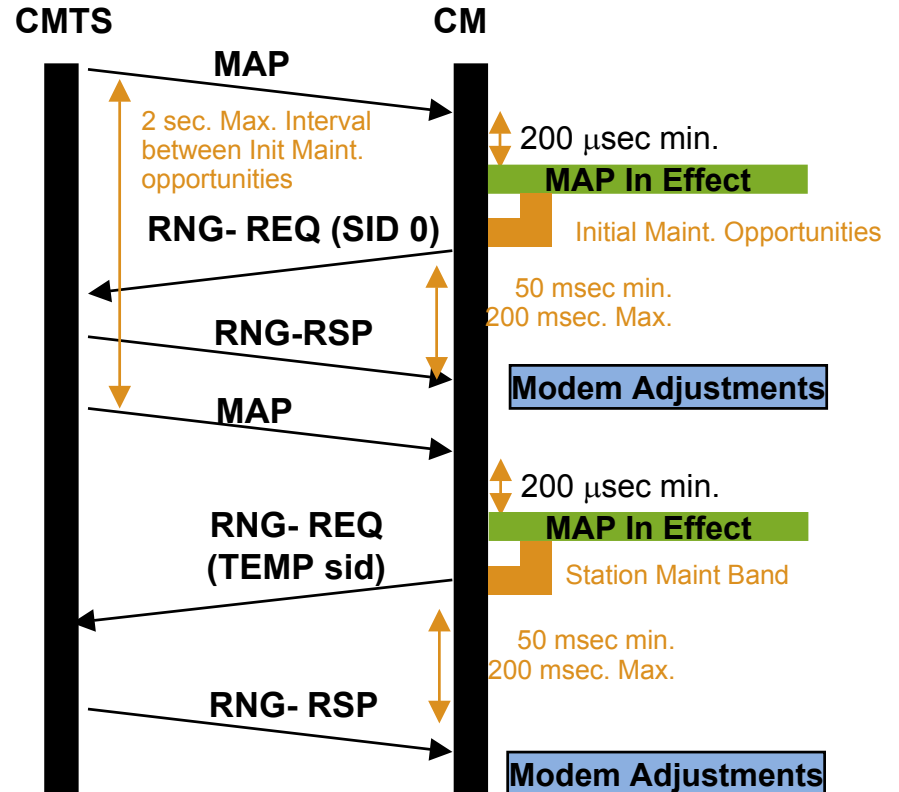 CMTS
CM
MAP
2 sec. Max. Interval
between Init Maint.
opportunities
200 μsec min.
MAP In Effect
Initial Maint. Opportunities
RNG- REQ (SID 0)
50 msec min.
200 msec. Max.
RNG-RSP
Modem Adjustments
MAP
200 μsec min.
MAP In Effect
RNG- REQ
(TEMP sid)
Station Maint Band
50 msec min.
200 msec. Max.
RNG- RSP
Modem Adjustments